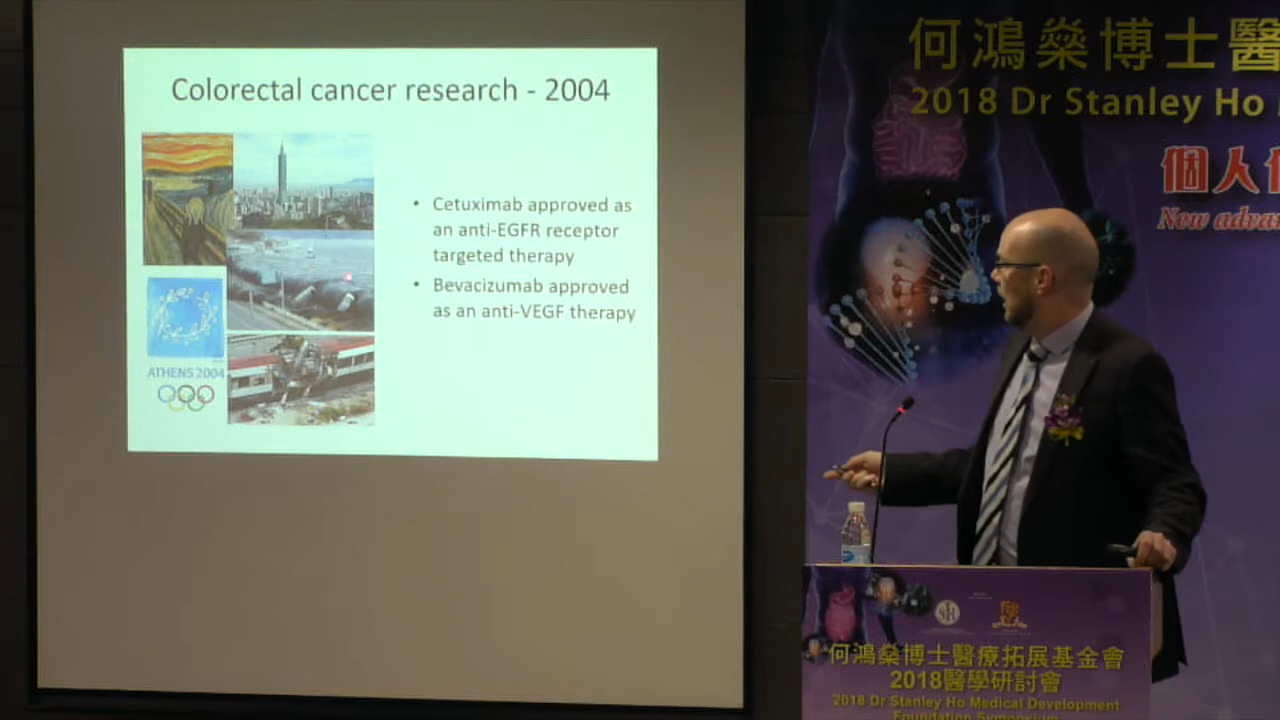 Colorectal cancer research - 2004
• Cetuximab approved as
an anti-EGFR receptor
targeted therapy
• Bevacizumab approved
as an anti-VEGF therapy
ATHENS 2004
何鴻燊博士醫
2018 Dr Stanley Ho
個人
New
何鴻燊博士醫療拓展基金會
2018醫學研討會
2018 Dr Stanley Ho Medical Development
Foundation Symposium